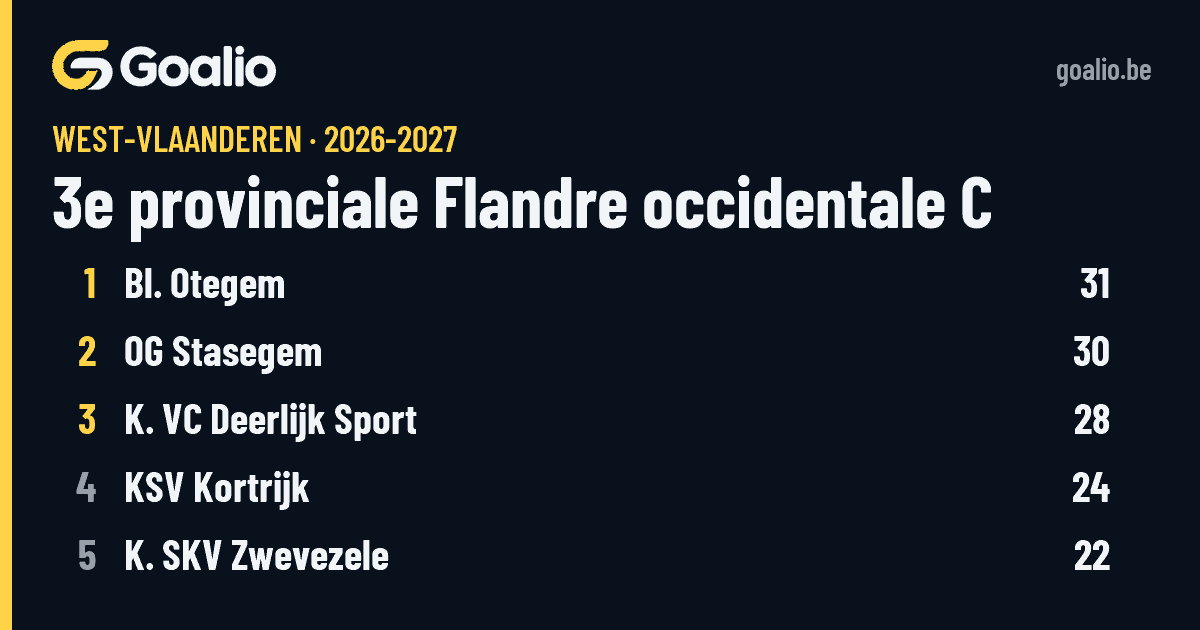 Goalio goalio.be
WEST-VLAANDEREN · 2026-2027
3e provinciale Flandre occidentale C
1 Bl. Otegem 31
2 OG Stasegem 30
3 K. VC Deerlijk Sport 28
4 KSV Kortrijk 24
5 K. SKV Zwevezele 22